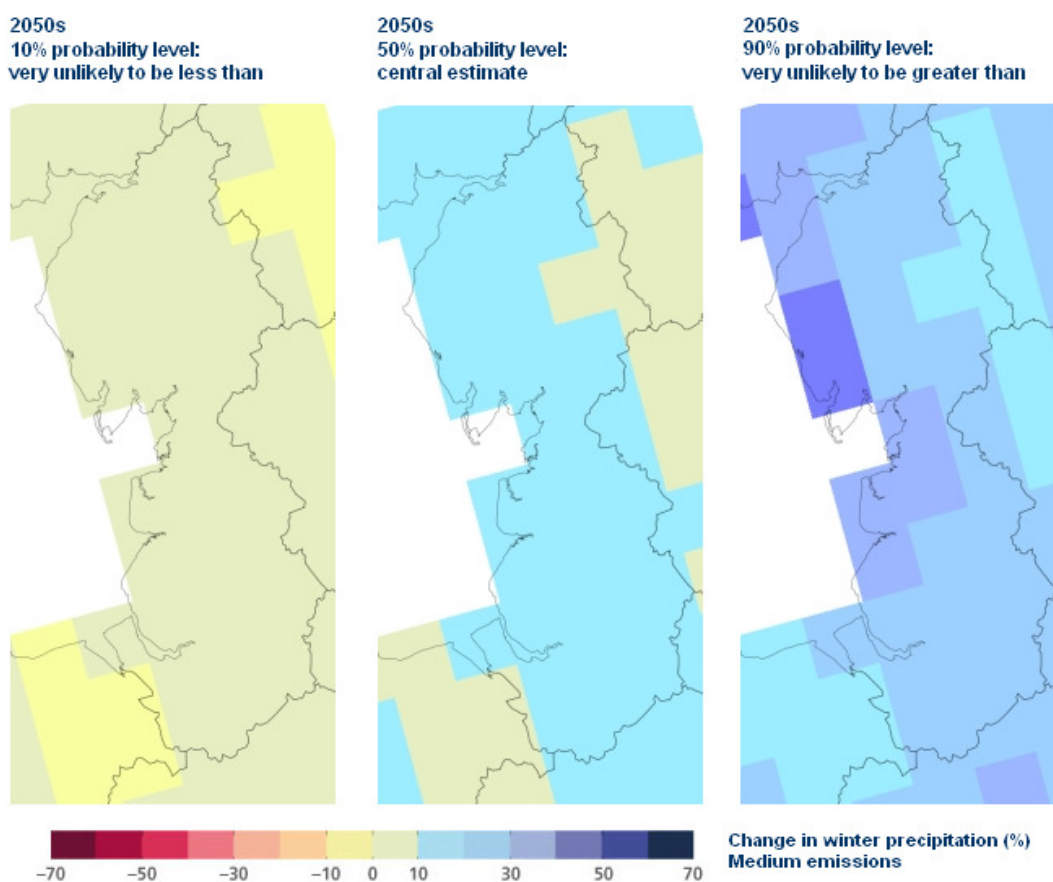 2050s
10% probability level:
very unlikely to be less than
2050s
50% probability level:
central estimate
2050s
90% probability level:
very unlikely to be greater than
−70 −50 −30 −10 0 10 30 50 70
Change in winter precipitation (%)
Medium emissions